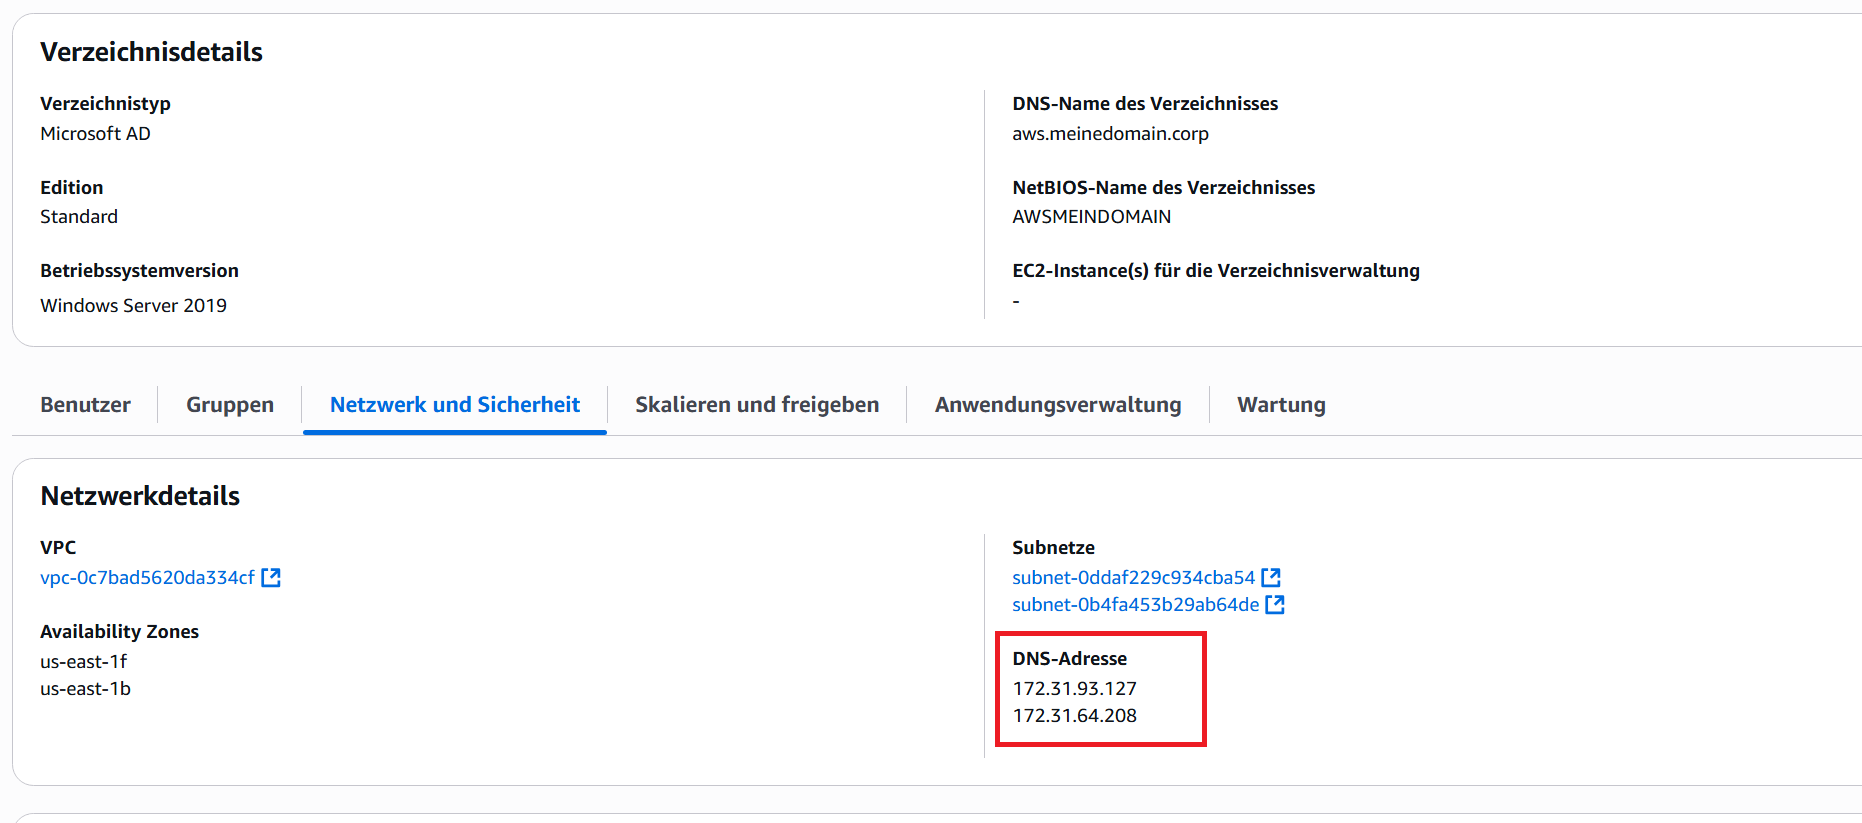 Verzeichnisdetails
Verzeichnistyp
Microsoft AD
Edition
Standard
Betriebssystemversion
Windows Server 2019
DNS-Name des Verzeichnisses
aws.meinedomain.corp
NetBIOS-Name des Verzeichnisses
AWSMEINDOMAIN
EC2-Instance(s) für die Verzeichnisverwaltung
-
Benutzer
Gruppen
Netzwerk und Sicherheit
Skalieren und freigeben
Anwendungsverwaltung
Wartung
Netzwerkdetails
VPC
vpc-0c7bad5620da334cf
Availability Zones
us-east-1f
us-east-1b
Subnetze
subnet-0ddaf229c934cba54
subnet-0b4fa453b29ab64de
DNS-Adresse
172.31.93.127
172.31.64.208